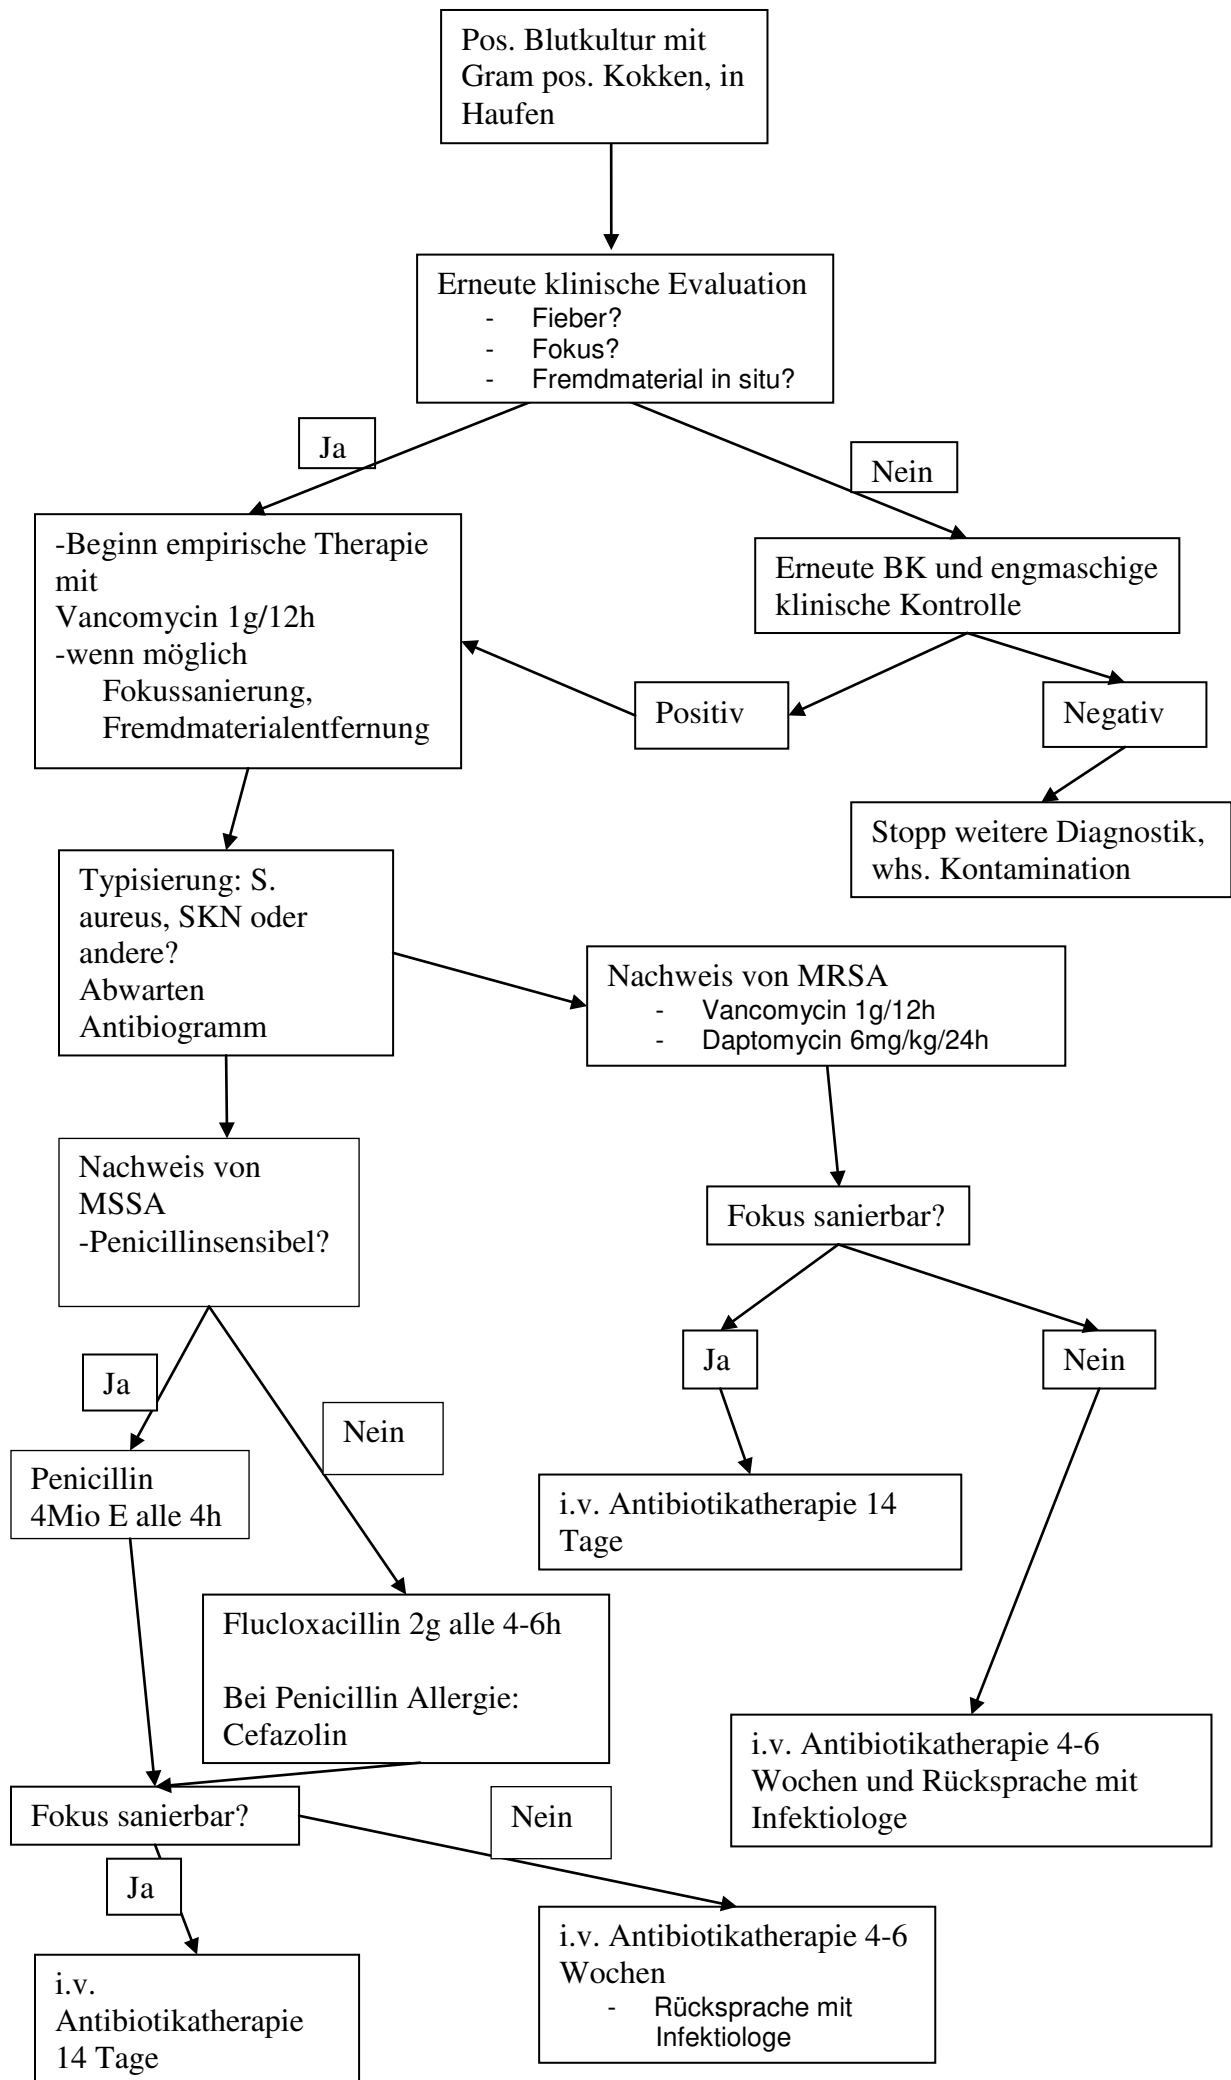 Pos. Blutkultur mit
Gram pos. Kokken, in
Haufen
Erneute klinische Evaluation
- Fieber?
- Fokus?
- Fremdmaterial in situ?
Ja
Nein
-Beginn empirische Therapie
mit
Vancomycin 1g/12h
-wenn möglich
Fokussanierung,
Fremdmaterialentfernung
Erneute BK und engmaschige
klinische Kontrolle
Positiv
Negativ
Stopp weitere Diagnostik,
whs. Kontamination
Typisierung: S.
aureus, SKN oder
andere?
Abwarten
Antibiogramm
Nachweis von MRSA
- Vancomycin 1g/12h
- Daptomycin 6mg/kg/24h
Nachweis von
MSSA
-Penicillinsensibel?
Fokus sanierbar?
Ja
Nein
Ja
Nein
Penicillin
4Mio E alle 4h
i.v. Antibiotikatherapie 14
Tage
Flucloxacillin 2g alle 4-6h
Bei Penicillin Allergie:
Cefazolin
i.v. Antibiotikatherapie 4-6
Wochen und Rücksprache mit
Infektiologe
Fokus sanierbar?
Nein
Ja
i.v. Antibiotikatherapie 4-6
Wochen
- Rücksprache mit
Infektiologe
i.v.
Antibiotikatherapie
14 Tage